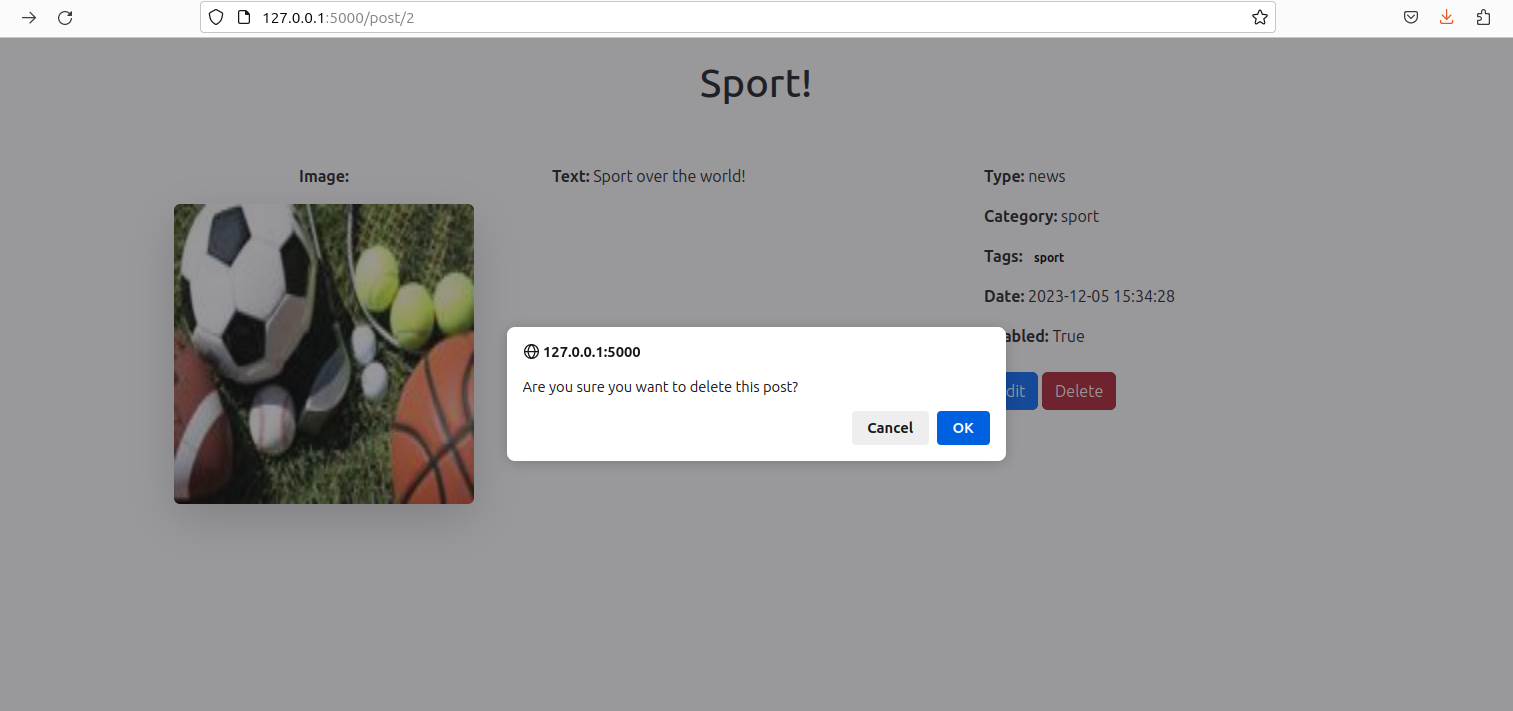 127.0.0.1:5000/post/2
Sport!
Image:
Text: Sport over the world!
Type: news
Category: sport
Tags: sport
Date: 2023-12-05 15:34:28
abled: True
dit Delete
127.0.0.1:5000
Are you sure you want to delete this post?
Cancel OK